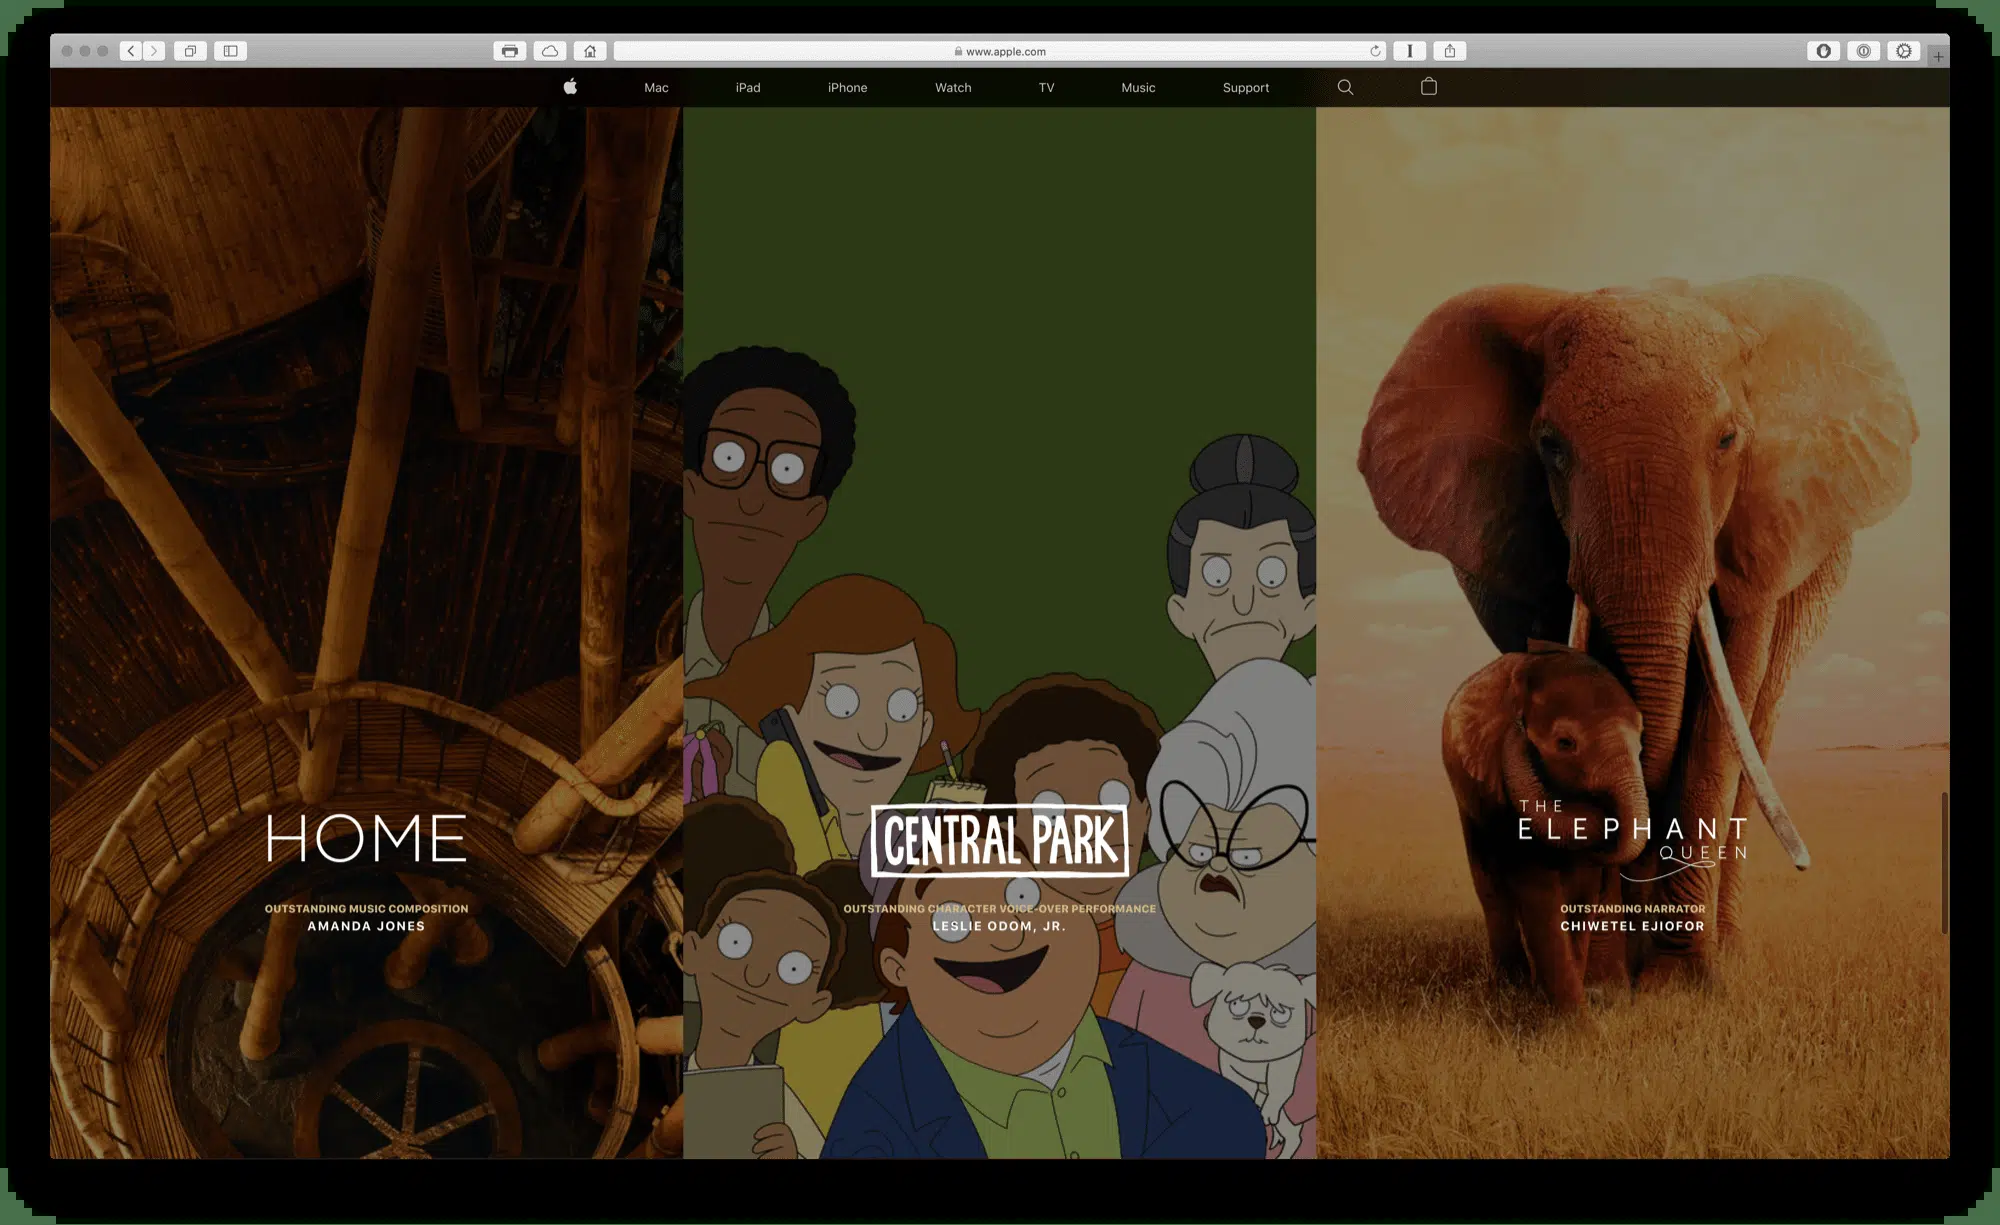 www.apple.com
Mac
iPad
iPhone
Watch
TV
Music
Support
HOME
OUTSTANDING MUSIC COMPOSITION
AMANDA JONES
CENTRAL PARK
OUTSTANDING CHARACTER VOICE-OVER PERFORMANCE
LESLIE ODOM, JR.
THE
ELEPHANT
QUEEN
OUTSTANDING NARRATOR
CHIWETEL EJIOFOR